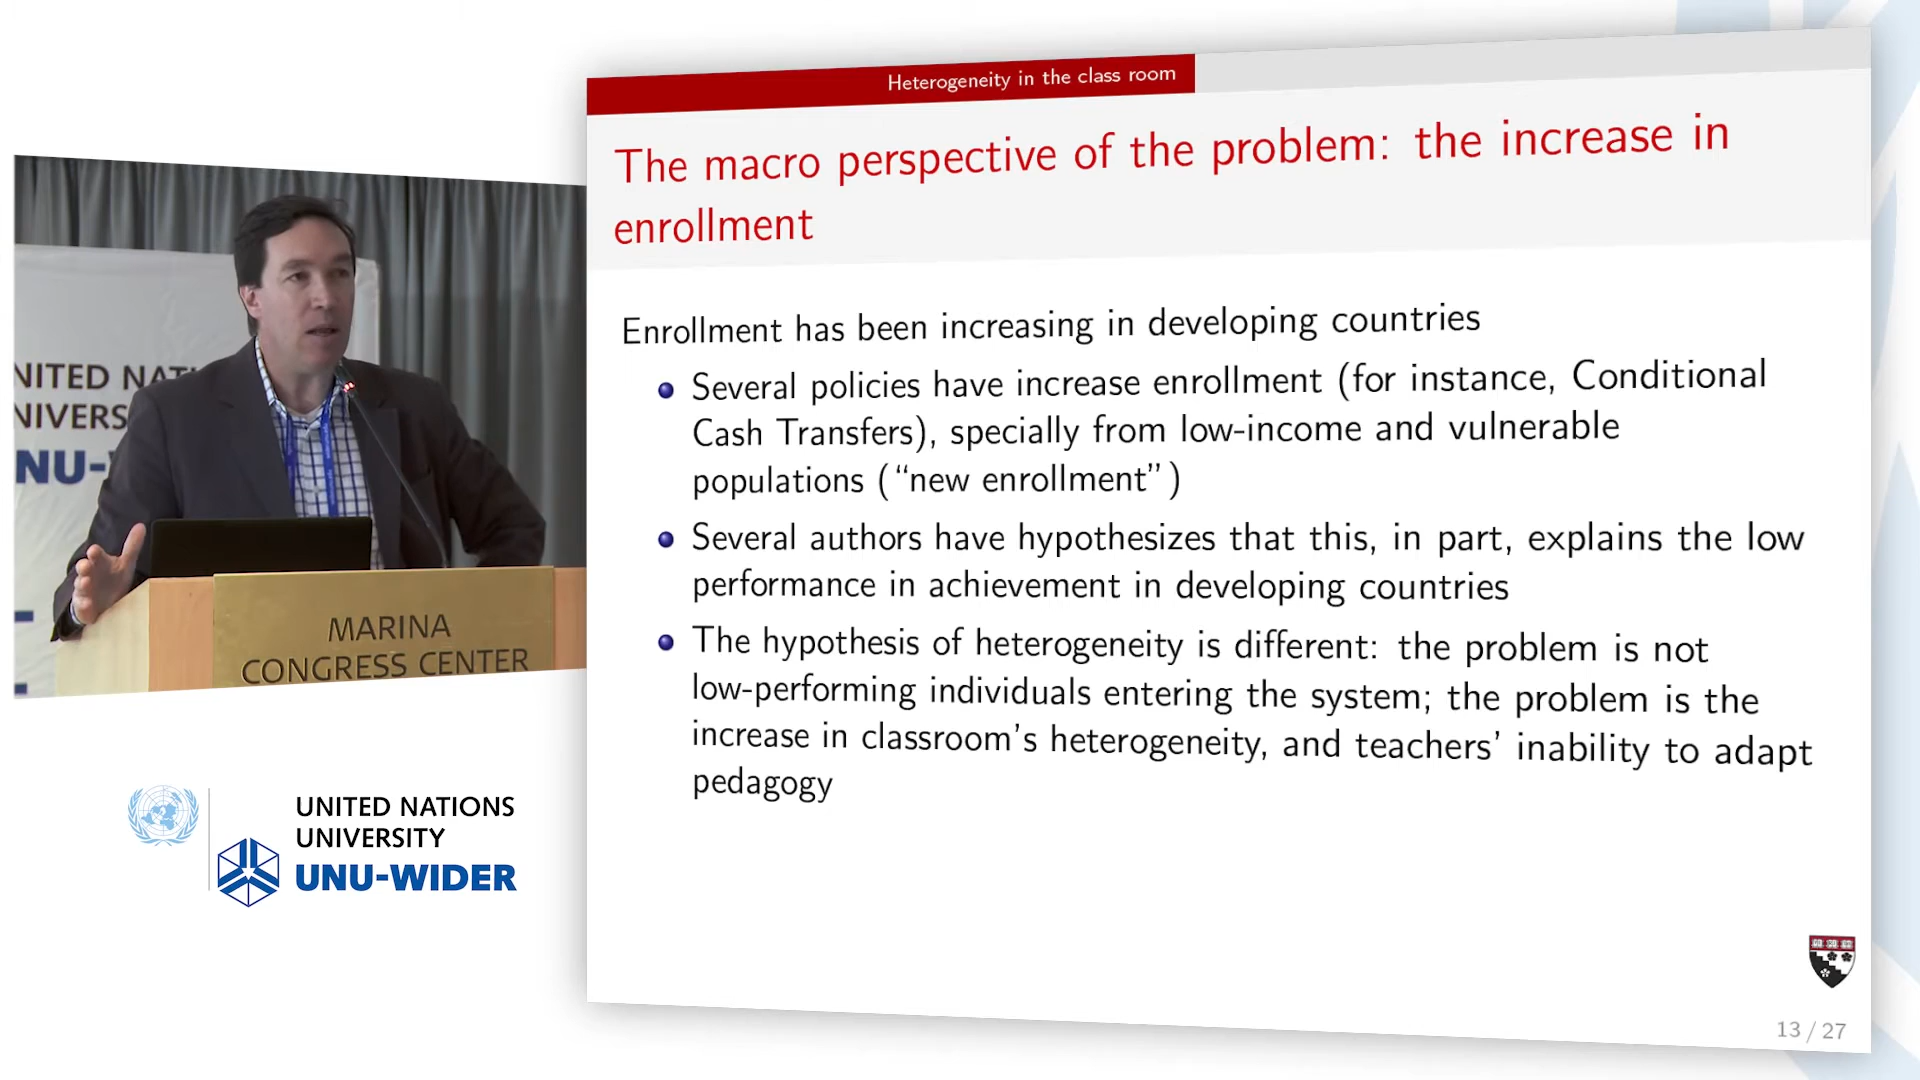 Heterogeneity in the class room
The macro perspective of the problem: the increase in
enrollment
Enrollment has been increasing in developing countries
Several policies have increase enrollment (for instance, Conditional
Cash Transfers), specially from low-income and vulnerable
populations (“new enrollment”)
Several authors have hypothesizes that this, in part, explains the low
performance in achievement in developing countries
The hypothesis of heterogeneity is different: the problem is not
low-performing individuals entering the system; the problem is the
increase in classroom's heterogeneity, and teachers' inability to adapt
pedagogy
13 / 27
NITED NAT
NIVERS
NU-
MARINA
CONGRESS CENTER
UNITED NATIONS
UNIVERSITY
UNU-WIDER